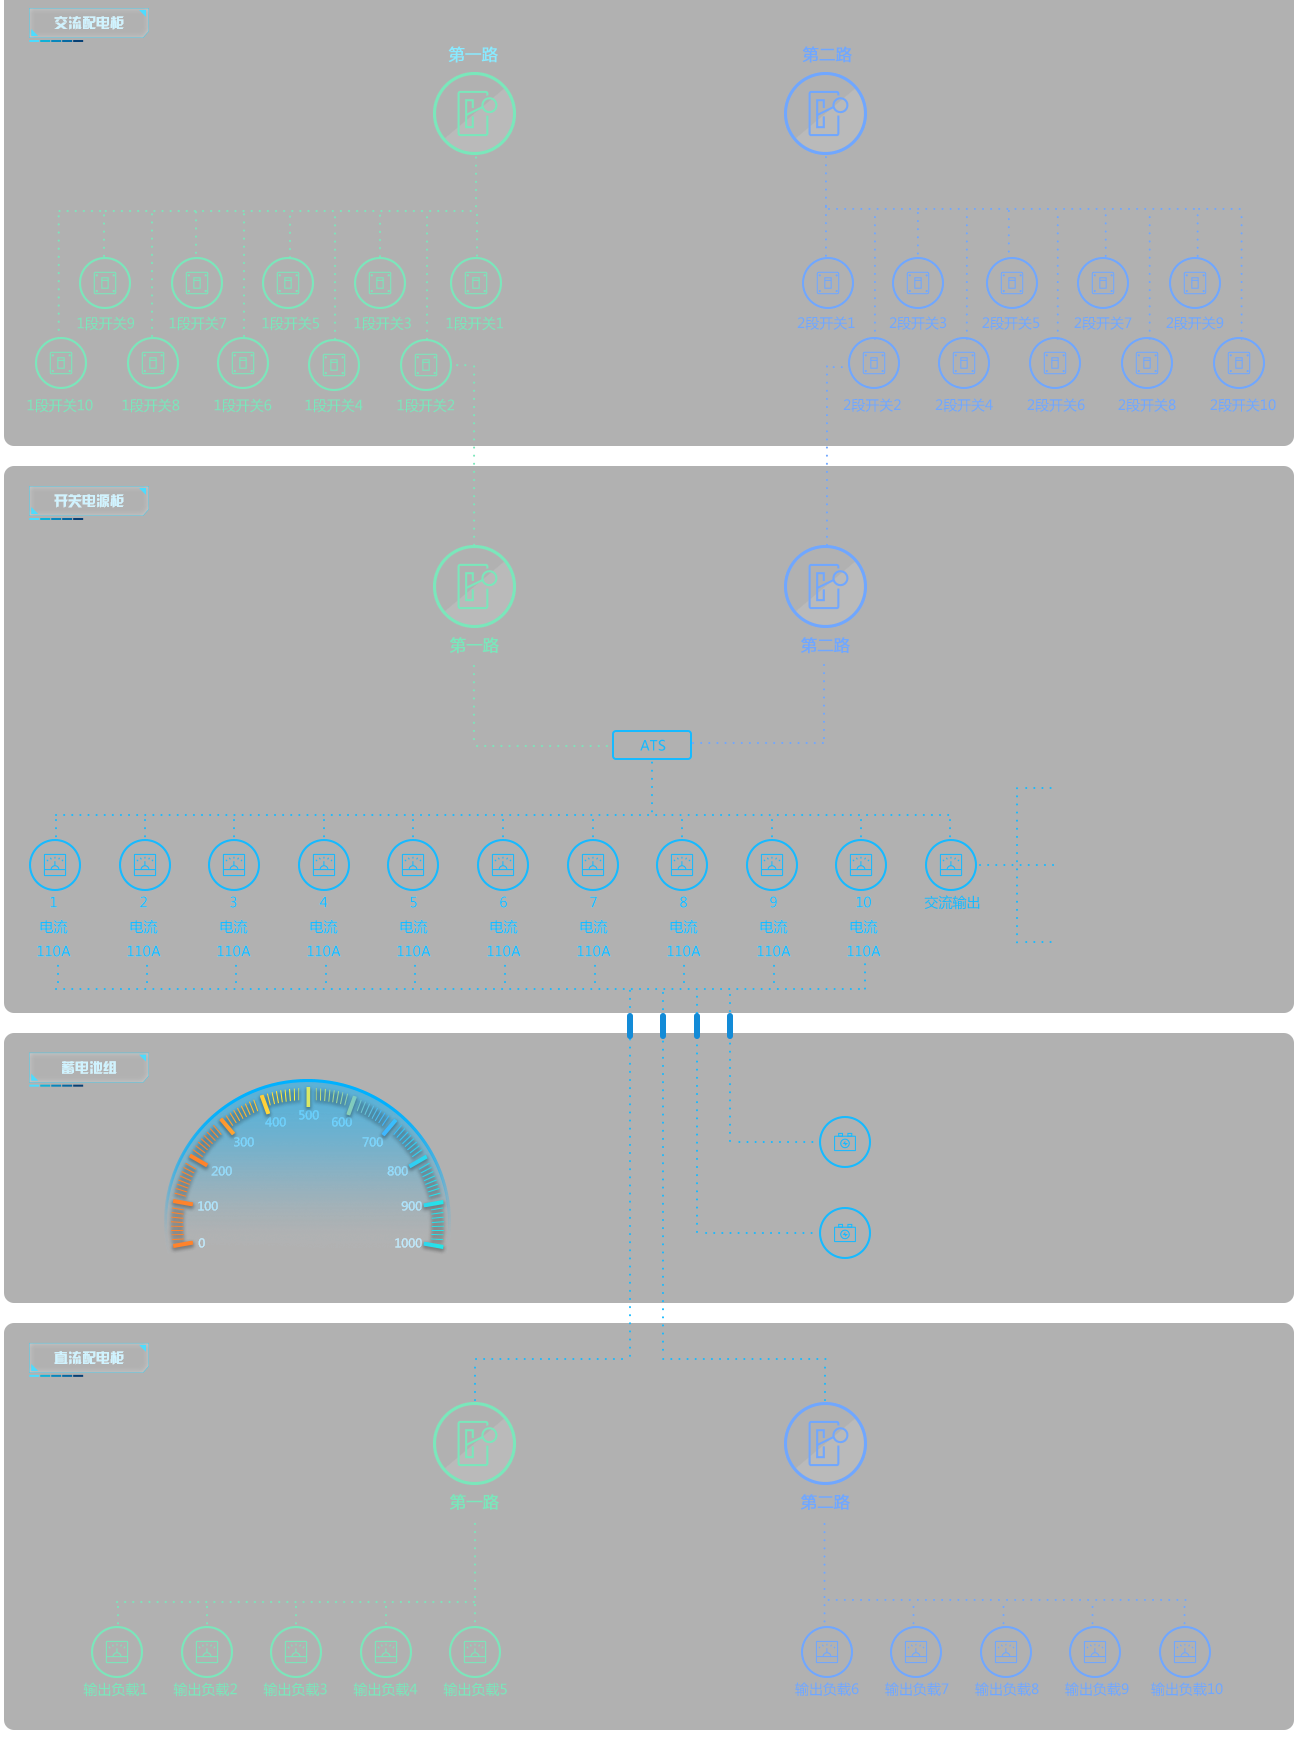 交流配电柜
第一路 第二路
1段开关9 1段开关7 1段开关5 1段开关3 1段开关1 2段开关1 2段开关3 2段开关5 2段开关7 2段开关9
1段开关10 1段开关8 1段开关6 1段开关4 1段开关2 2段开关2 2段开关4 2段开关6 2段开关8 2段开关10
开关电源柜
第一路 第二路
ATS
1 2 3 4 5 6 7 8 9 10 交流输出
电流 电流 电流 电流 电流 电流 电流 电流 电流 电流
110A 110A 110A 110A 110A 110A 110A 110A 110A 110A
蓄电池组
0 100 200 300 400 500 600 700 800 900 1000
直流配电柜
第一路 第二路
输出负载1 输出负载2 输出负载3 输出负载4 输出负载5 输出负载6 输出负载7 输出负载8 输出负载9 输出负载10